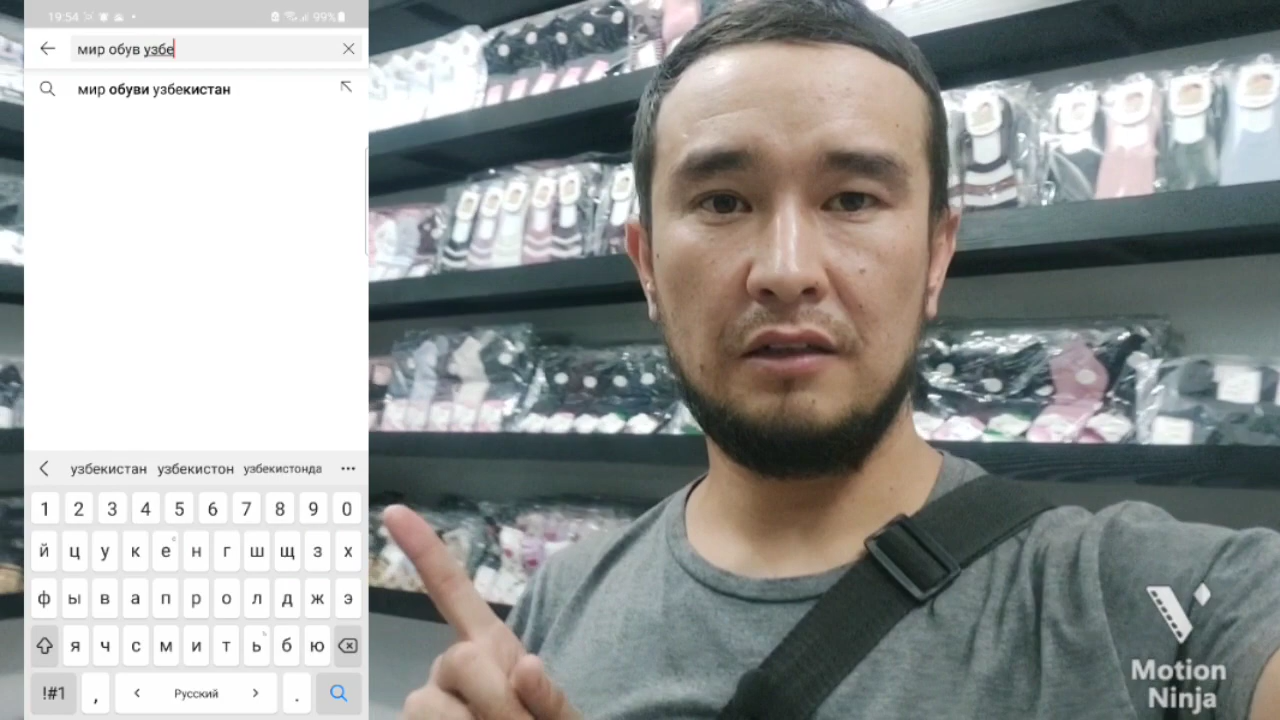 19:54 99%
мир обув узбе
мир обуви узбекистан
узбекистан узбекистон узбекистонда •••
1 2 3 4 5 6 7 8 9 0
й ц у к е н г ш щ з х
ф ы в а п р о л д ж э
я ч с м и т ь б ю
!#1 , < Русский > .
Motion
Ninja